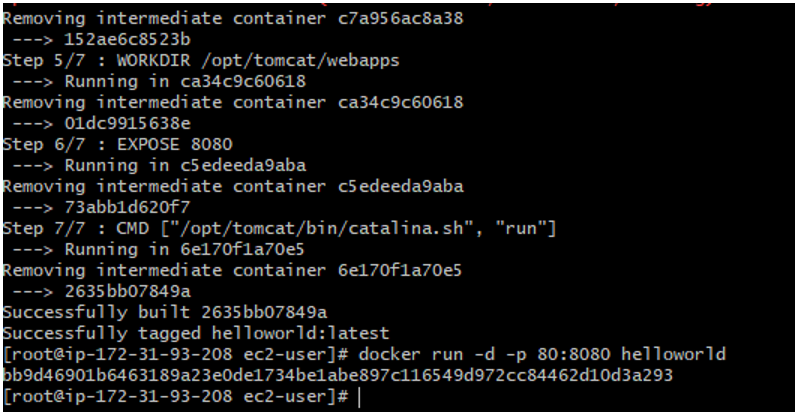 Removing intermediate container c7a956ac8a38
---> 152ae6c8523b
Step 5/7 : WORKDIR /opt/tomcat/webapps
---> Running in ca34c9c60618
Removing intermediate container ca34c9c60618
---> 01dc9915638e
Step 6/7 : EXPOSE 8080
---> Running in c5edeeda9aba
Removing intermediate container c5edeeda9aba
---> 73abb1d620f7
Step 7/7 : CMD ["/opt/tomcat/bin/catalina.sh", "run"]
---> Running in 6e170f1a70e5
Removing intermediate container 6e170f1a70e5
---> 2635bb07849a
Successfully built 2635bb07849a
Successfully tagged helloworld:latest
[root@ip-172-31-93-208 ec2-user]# docker run -d -p 80:8080 helloworld
bb9d46901b6463189a23e0de1734be1abe897c116549d972cc84462d10d3a293
[root@ip-172-31-93-208 ec2-user]#